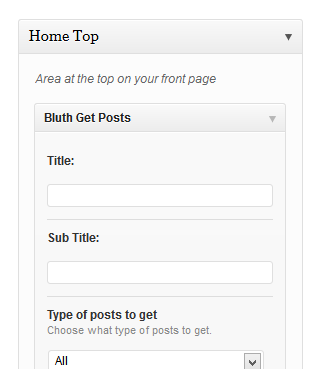 Home Top
Area at the top on your front page
Bluth Get Posts
Title:
Sub Title:
Type of posts to get
Choose what type of posts to get.
All